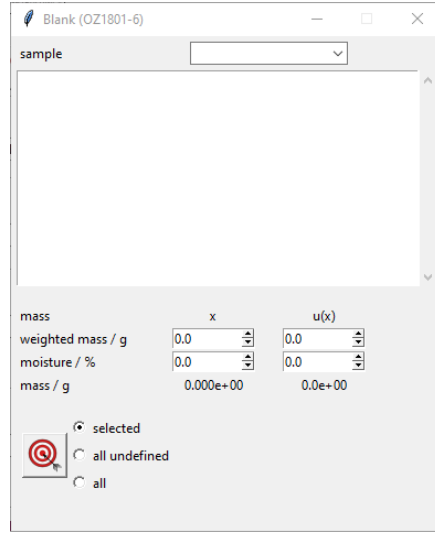 Blank (OZ1801-6)
sample
mass x u(x)
weighted mass / g 0.0 0.0
moisture / % 0.0 0.0
mass / g 0.000e+00 0.0e+00
selected
all undefined
all